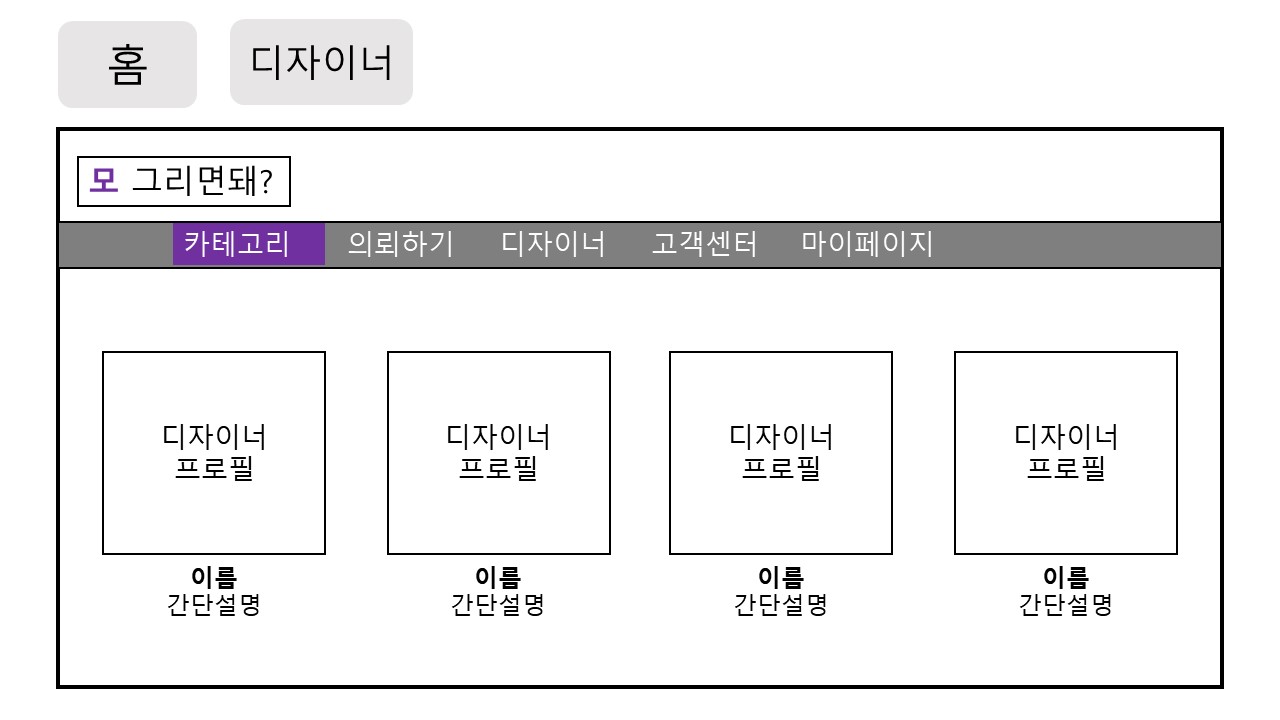 홈 디자이너
모 그리면돼?
카테고리 의뢰하기 디자이너 고객센터 마이페이지
디자이너
프로필
이름
간단설명
디자이너
프로필
이름
간단설명
디자이너
프로필
이름
간단설명
디자이너
프로필
이름
간단설명